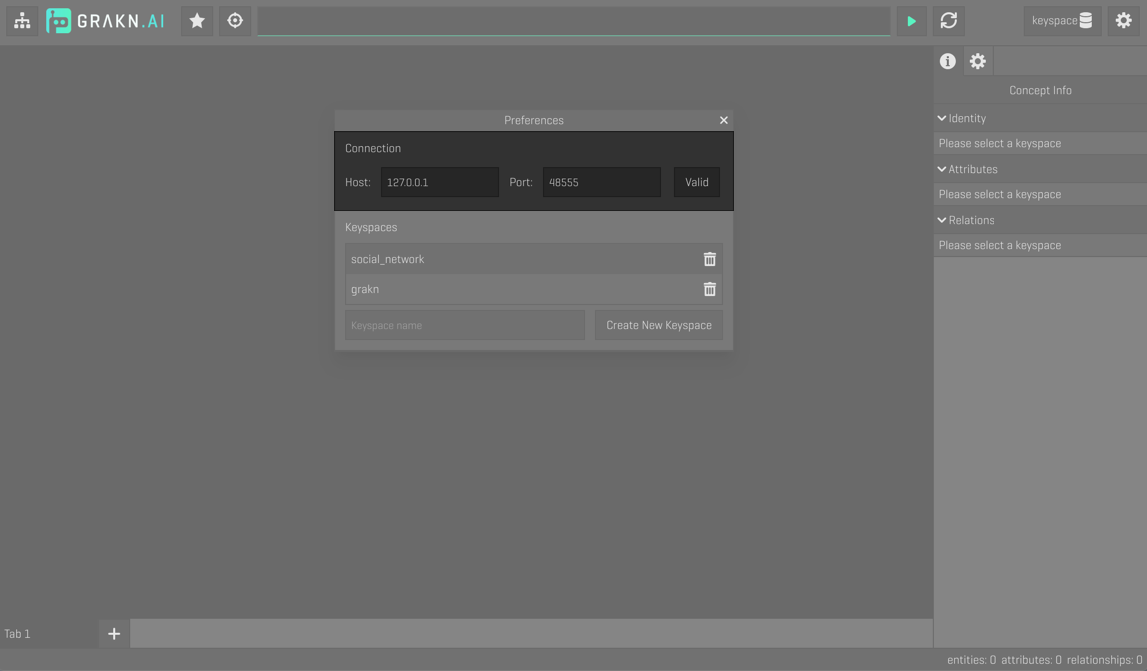 GRAKN.AI
keyspace
Concept Info
Identity
Please select a keyspace
Attributes
Please select a keyspace
Relations
Please select a keyspace
Preferences
Connection
Host: 127.0.0.1 Port: 48555 Valid
Keyspaces
social_network
grakn
Keyspace name Create New Keyspace
Tab 1
entities: 0 attributes: 0 relationships: 0